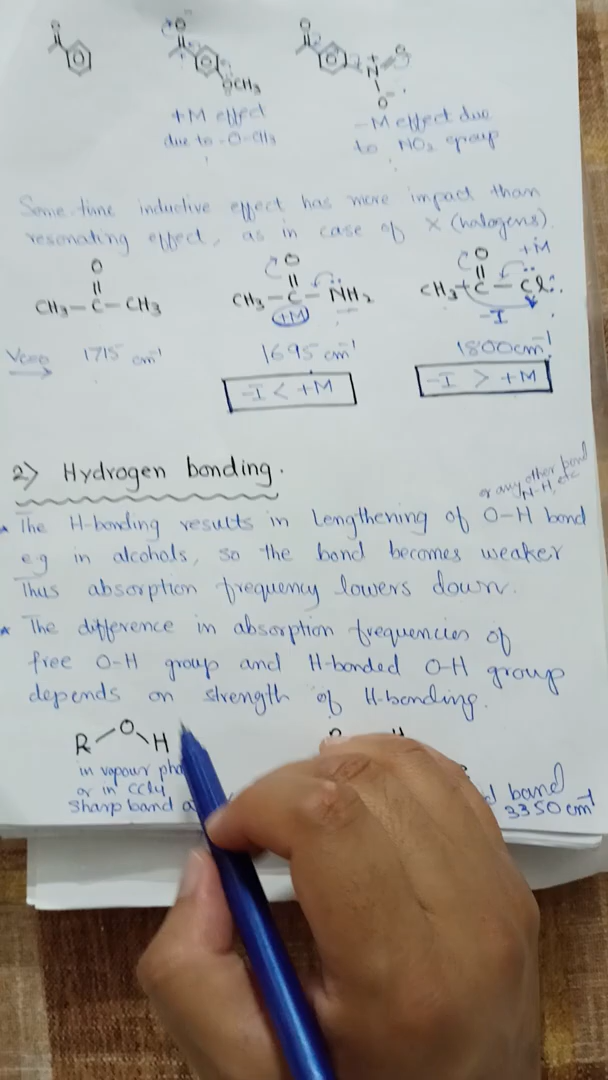 O
O
O
OCH3
N
+
O
O-
+M effect
due to -O-CH3
-M effect due
to NO2 group
Some time inductive effect has more impact than
resonating effect, as in case of X (halogens).
O
CH3-C-CH3
O
CH3-C-NH2
+M
O
+M
CH3-C-Cl:
-I
1715 cm-1
1695 cm-1
1800 cm-1
-I < +M
-I > +M
2) Hydrogen bonding.
or any other bond
N-H, etc
* The H-bonding results in Lengthening of O-H bond
e.g in alcohols, so the bond becomes weaker
Thus absorption frequency lowers down.
* The difference in absorption frequencies of
free O-H group and H-bonded O-H group
depends on strength of H-bonding.
R-O-H
in vapour
or in CCl4
Sharp band
H
band
3350 cm-1